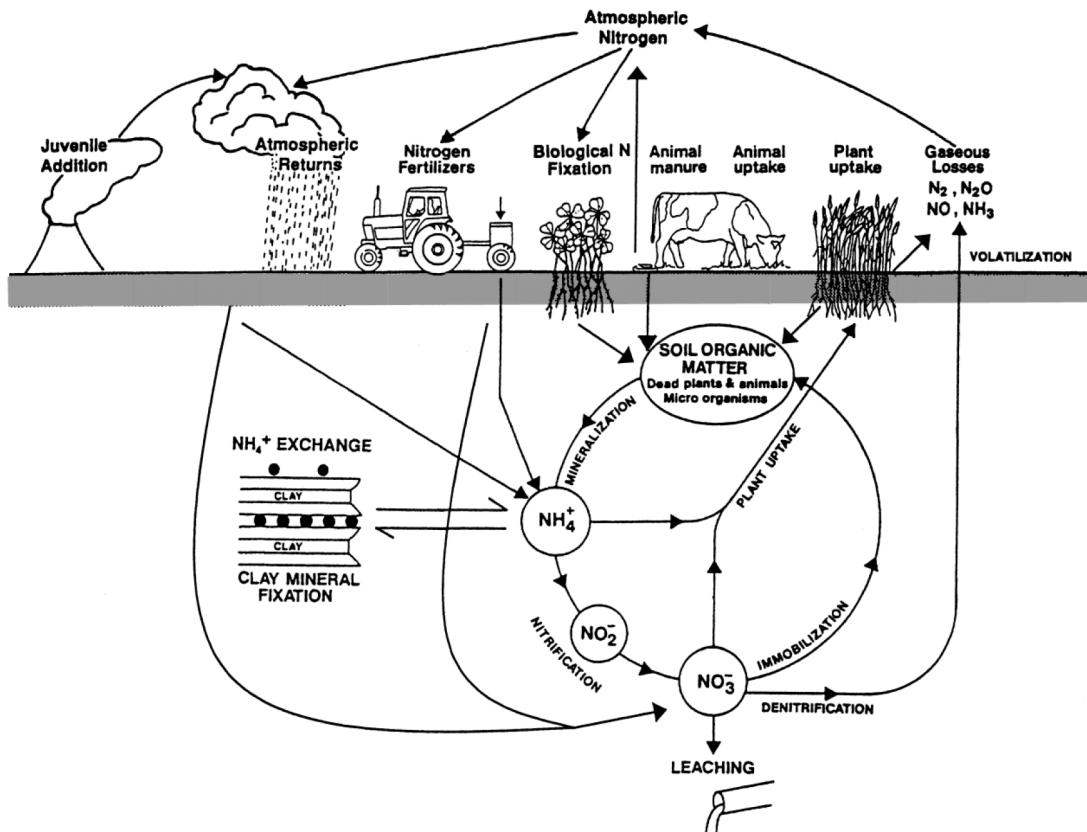 Atmospheric
Nitrogen
Juvenile
Addition
Atmospheric
Returns
Nitrogen
Fertilizers
Biological N
Fixation
Animal
manure
Animal
uptake
Plant
uptake
Gaseous
Losses
N₂ , N₂O
NO, NH₃
VOLATILIZATION
SOIL ORGANIC
MATTER
Dead plants & animals
Micro organisms
MINERALIZATION
PLANT UPTAKE
NH₄⁺ EXCHANGE
CLAY
CLAY
CLAY MINERAL
FIXATION
NH₄⁺
NO₂⁻
NITRIFICATION
NO₃⁻
IMMOBILIZATION
DENITRIFICATION
LEACHING